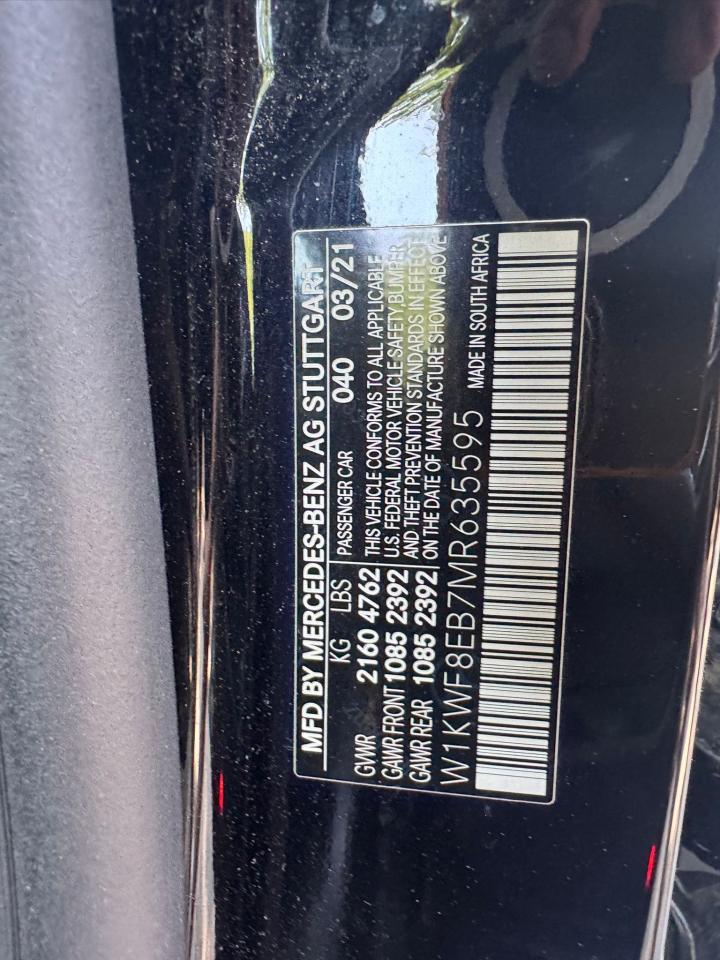 MFD BY MERCEDES-BENZ AG STUTTGART
KG LBS PASSENGER CAR 040 03/21
GVWR 2160 4762 THIS VEHICLE CONFORMS TO ALL APPLICABLE
GAWR FRONT 1085 2392 U.S. FEDERAL MOTOR VEHICLE SAFETY, BUMPER,
GAWR REAR 1085 2392 AND THEFT PREVENTION STANDARDS IN EFFECT
ON THE DATE OF MANUFACTURE SHOWN ABOVE
W1KWF8EB7MR635595 MADE IN SOUTH AFRICA